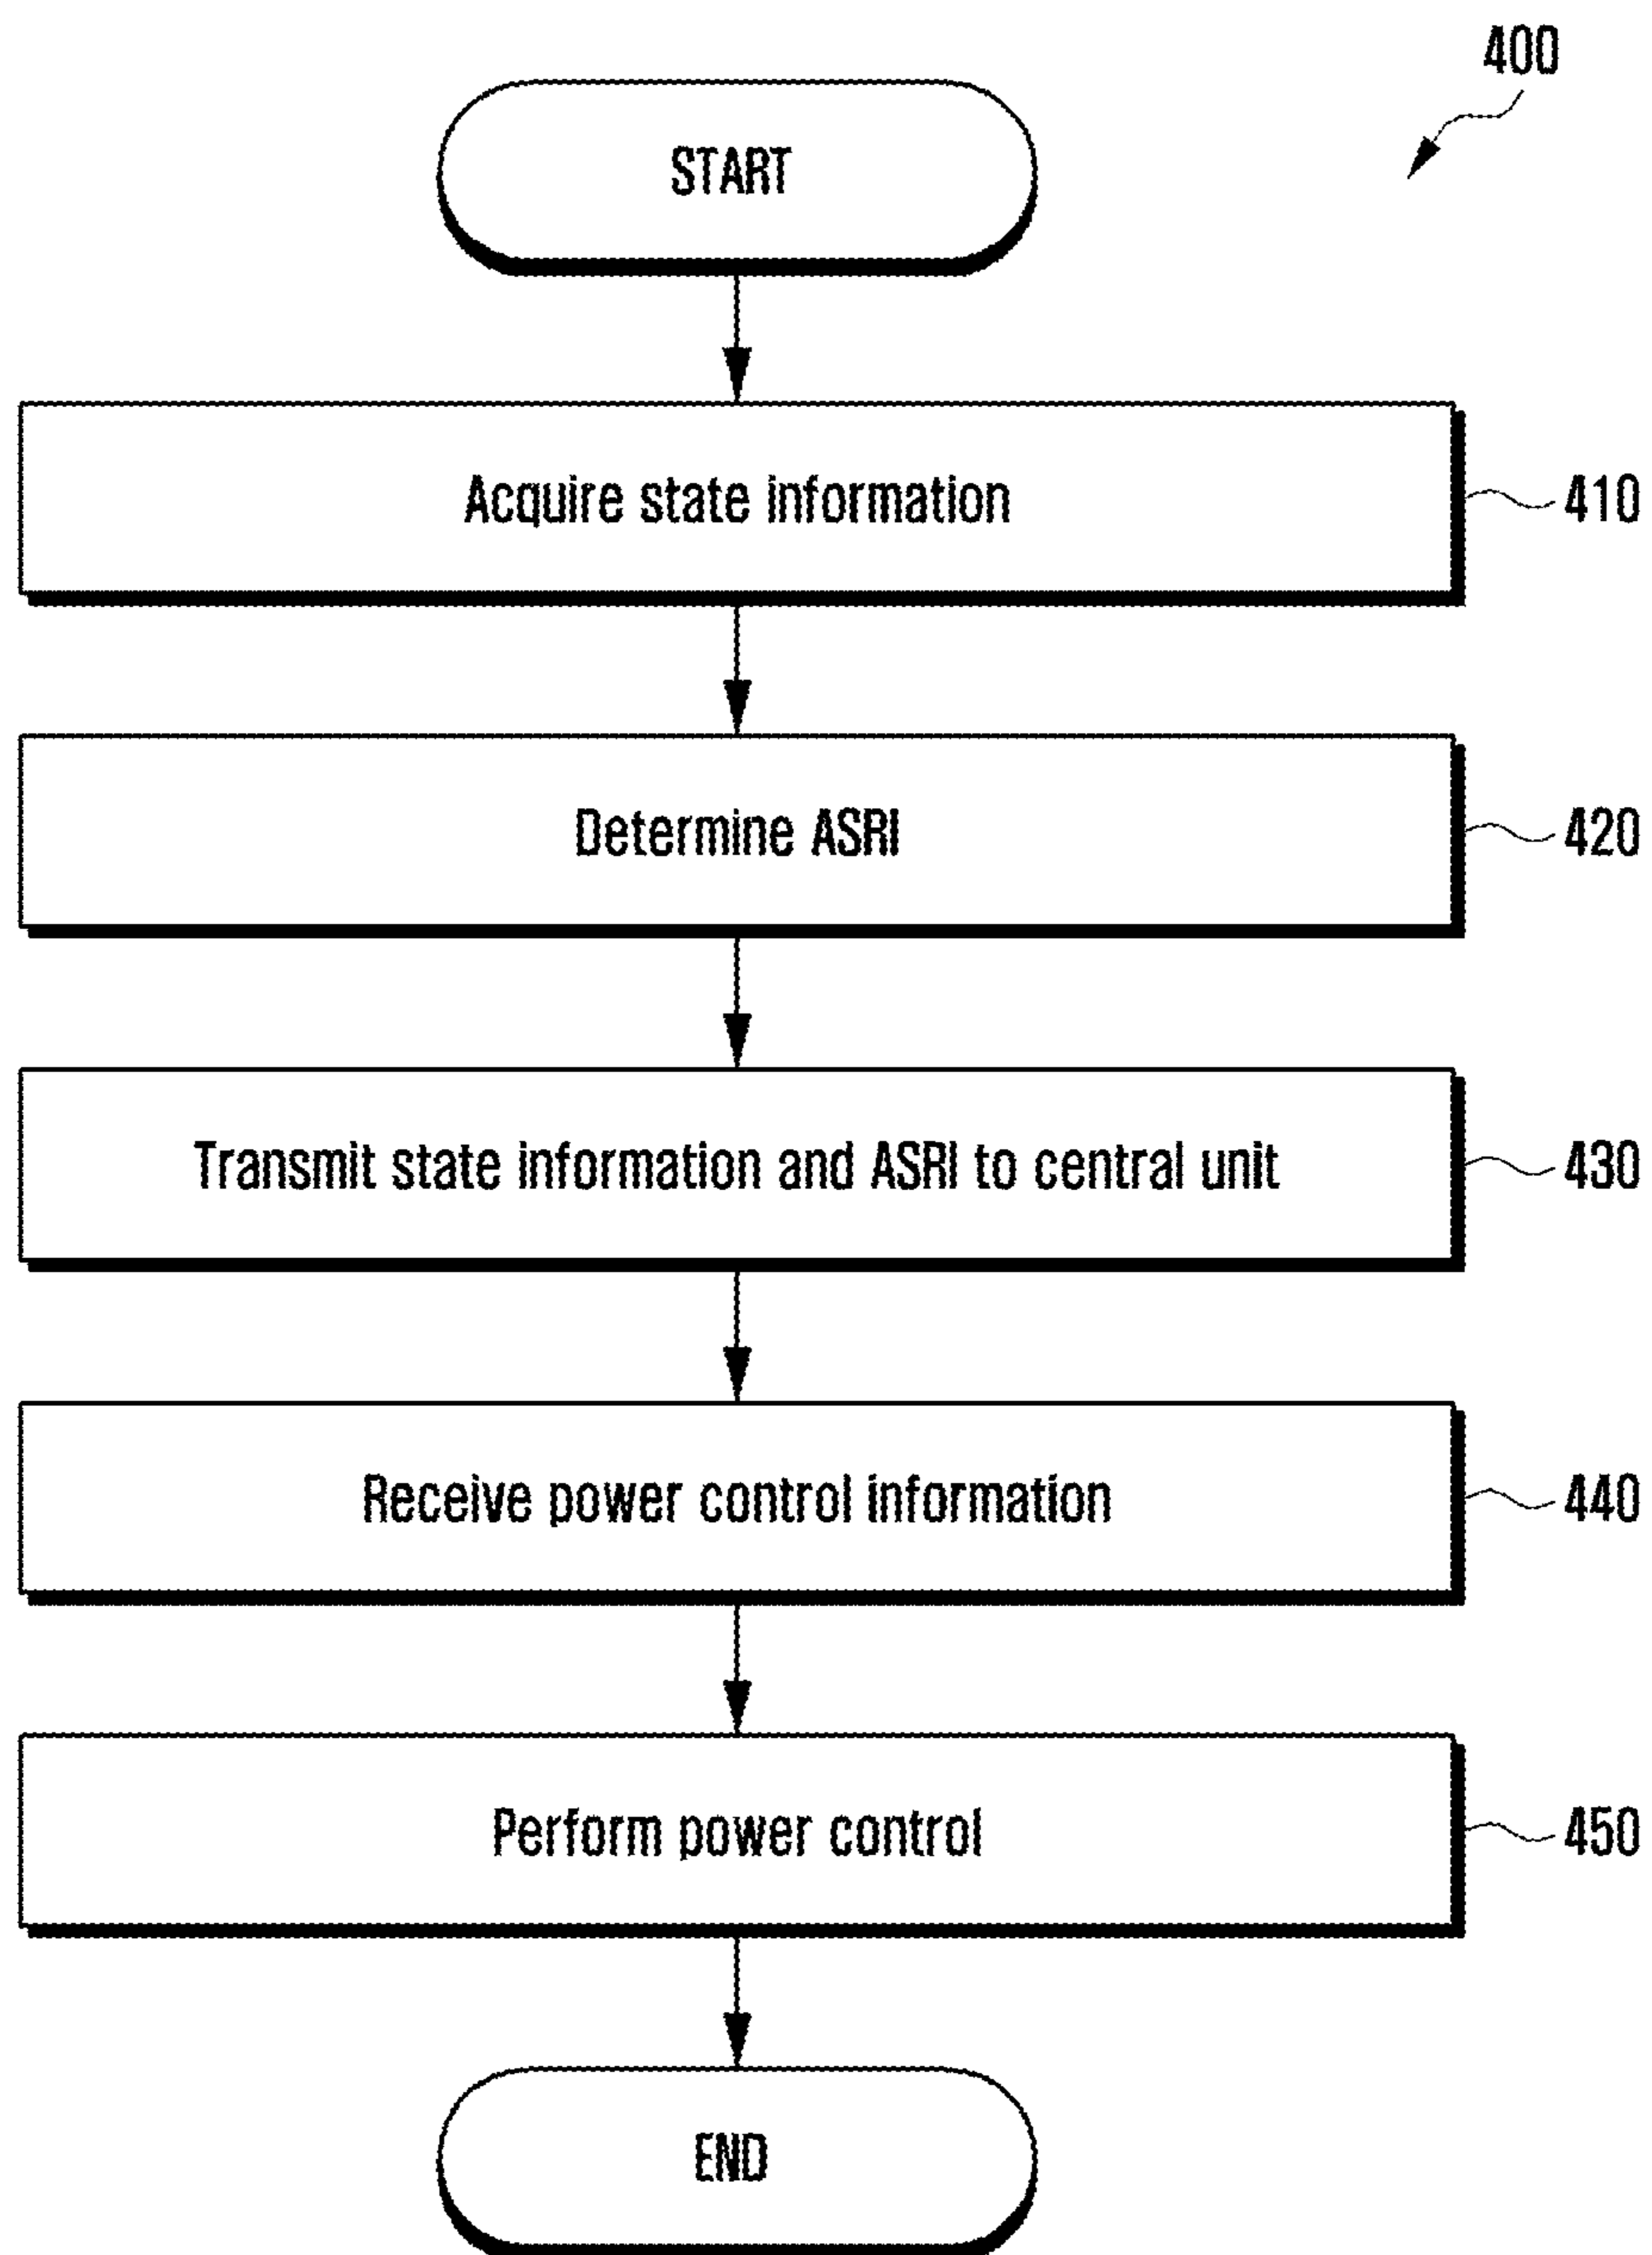 400
START
Acquire state information
410
Determine ASRI
420
Transmit state information and ASRI to central unit
430
Receive power control information
440
Perform power control
450
END